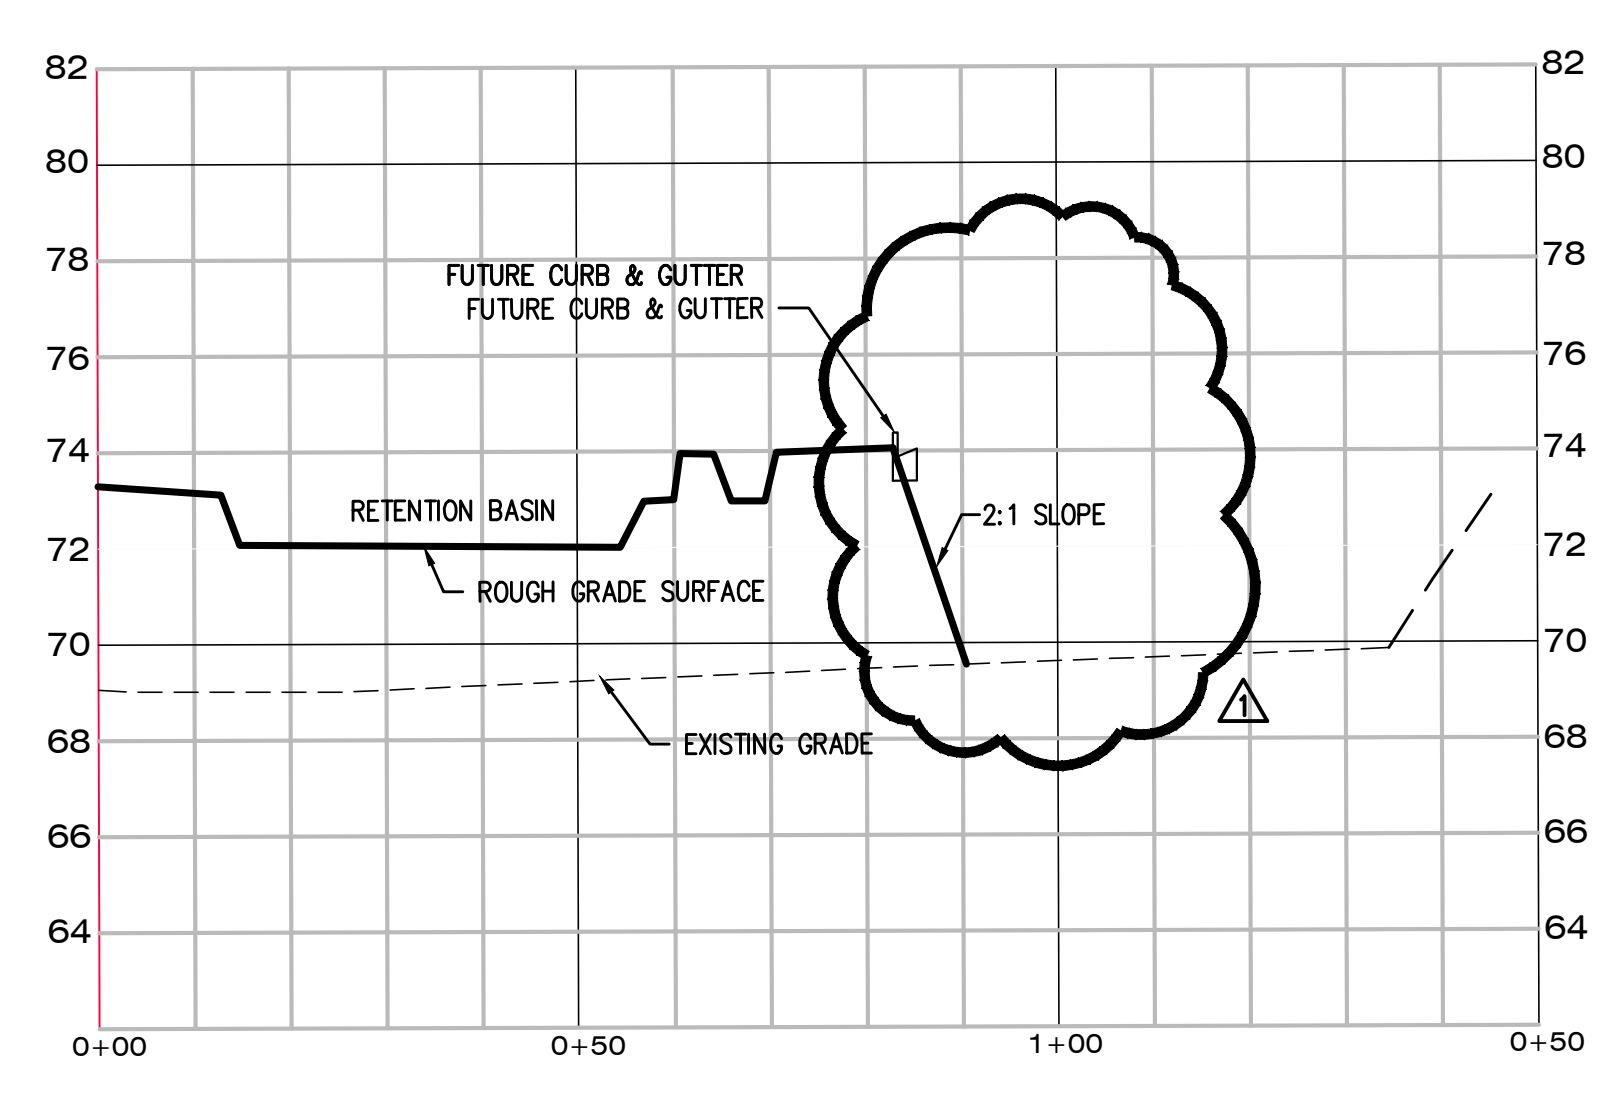 82 82
80 80
78 78
FUTURE CURB & GUTTER
FUTURE CURB & GUTTER
76 76
74 74
RETENTION BASIN
2:1 SLOPE
72 72
ROUGH GRADE SURFACE
70 70
1
68 68
EXISTING GRADE
66 66
64 64
0+00 0+50 1+00 0+50